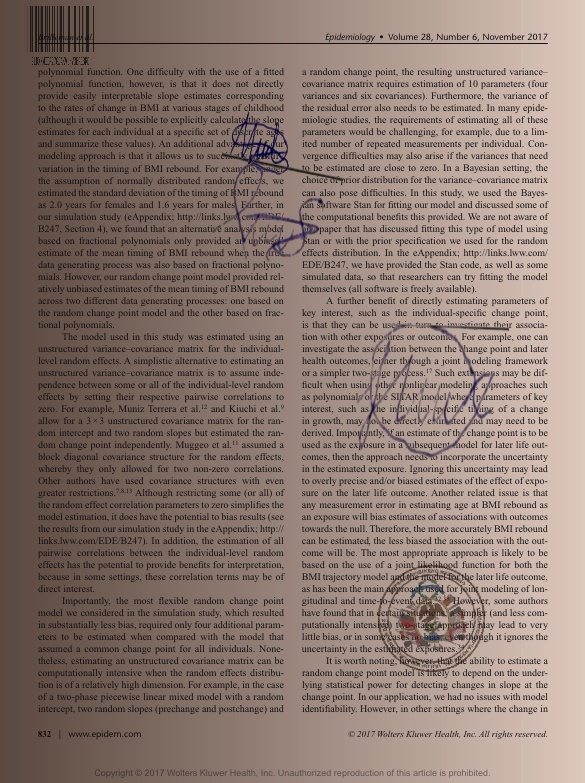 Epidemiology • Volume 28, Number 6, November 2017
polynomial function. One difficulty with the use of a fitted
polynomial function, however, is that it does not directly
provide easily interpretable slope estimates corresponding
to the rates of change in BMI at various stages of childhood
(although it would be possible to explicitly calculate the slope
estimates for each individual at a specific set of discrete ages
and summarize these values). An additional advantage of our
modeling approach is that it allows us to
variation in the timing of BMI rebound. For example, under
the assumption of normally distributed random effects, we
estimated the standard deviation of the timing of BMI rebound
as 2.0 years for females and 1.6 years for males. Further, in
our simulation study (eAppendix; http://links.lww.com/EDE/
B247, Section 4), we found that an alternative analysis model
based on fractional polynomials only provided an unbiased
estimate of the mean timing of BMI rebound when the true
data generating process was also based on fractional polyno-
mials. However, our random change point model provided rel-
atively unbiased estimates of the mean timing of BMI rebound
across two different data generating processes: one based on
the random change point model and the other based on frac-
tional polynomials.
The model used in this study was estimated using an
unstructured variance–covariance matrix for the individual-
level random effects. A simplistic alternative to estimating an
unstructured variance–covariance matrix is to assume inde-
pendence between some or all of the individual-level random
effects by setting their respective pairwise correlations to
zero. For example, Muniz Terrera et al.12 and Kiuchi et al.9
allow for a 3 × 3 unstructured covariance matrix for the ran-
dom intercept and two random slopes but estimated the ran-
dom change point independently. Muggeo et al.11 assumed a
block diagonal covariance structure for the random effects,
whereby they only allowed for two non-zero correlations.
Other authors have used covariance structures with even
greater restrictions.7,8,13 Although restricting some (or all) of
the random effect correlation parameters to zero simplifies the
model estimation, it does have the potential to bias results (see
the results from our simulation study in the eAppendix; http://
links.lww.com/EDE/B247). In addition, the estimation of all
pairwise correlations between the individual-level random
effects has the potential to provide benefits for interpretation,
because in some settings, these correlation terms may be of
direct interest.
Importantly, the most flexible random change point
model we considered in the simulation study, which resulted
in substantially less bias, required only four additional param-
eters to be estimated when compared with the model that
assumed a common change point for all individuals. None-
theless, estimating an unstructured covariance matrix can be
computationally intensive when the random effects distribu-
tion is of a relatively high dimension. For example, in the case
of a two-phase piecewise linear mixed model with a random
intercept, two random slopes (prechange and postchange) and
a random change point, the resulting unstructured variance–
covariance matrix requires estimation of 10 parameters (four
variances and six covariances). Furthermore, the variance of
the residual error also needs to be estimated. In many epide-
miologic studies, the requirements of estimating all of these
parameters would be challenging, for example, due to a lim-
ited number of repeated measurements per individual. Con-
vergence difficulties may also arise if the variances that need
to be estimated are close to zero. In a Bayesian setting, the
choice of prior distribution for the variance–covariance matrix
can also pose difficulties. In this study, we used the Bayes-
ian software Stan for fitting our model and discussed some of
the computational benefits this provided. We are not aware of
paper that has discussed fitting this type of model using
Stan or with the prior specification we used for the random
effects distribution. In the eAppendix; http://links.lww.com/
EDE/B247, we have provided the Stan code, as well as some
simulated data, so that researchers can try fitting the model
themselves (all software is freely available).
A further benefit of directly estimating parameters of
key interest, such as the individual-specific change point,
is that they can be used in turn to investigate their associa-
tion with other exposures or outcomes. For example, one can
investigate the association between the change point and later
health outcomes, either through a joint modeling framework
or a simpler two-stage process.17 Such extensions may be dif-
ficult when using other nonlinear modeling approaches such
as polynomials or the SITAR model where parameters of key
interest, such as the individual-specific timing of a change
in growth, may not be directly estimated and may need to be
derived. Importantly, if an estimate of the change point is to be
used as the exposure in a subsequent model for later life out-
comes, then the approach needs to incorporate the uncertainty
in the estimated exposure. Ignoring this uncertainty may lead
to overly precise and/or biased estimates of the effect of expo-
sure on the later life outcome. Another related issue is that
any measurement error in estimating age at BMI rebound as
an exposure will bias estimates of associations with outcomes
towards the null. Therefore, the more accurately BMI rebound
can be estimated, the less biased the association with the out-
come will be. The most appropriate approach is likely to be
based on the use of a joint likelihood function for both the
BMI trajectory model and the model for the later life outcome,
as has been the main approach used for joint modeling of lon-
gitudinal and time-to-event data. However, some authors
have found that in certain situations, a simpler (and less com-
putationally intensive) two-stage approach may lead to very
little bias, or in some cases no bias, even though it ignores the
uncertainty in the estimated exposures.
It is worth noting, however, that the ability to estimate a
random change point model is likely to depend on the under-
lying statistical power for detecting changes in slope at the
change point. In our application, we had no issues with model
identifiability. However, in other settings where the change in
832 | www.epidem.com
© 2017 Wolters Kluwer Health, Inc. All rights reserved.
Copyright © 2017 Wolters Kluwer Health, Inc. Unauthorized reproduction of this article is prohibited.